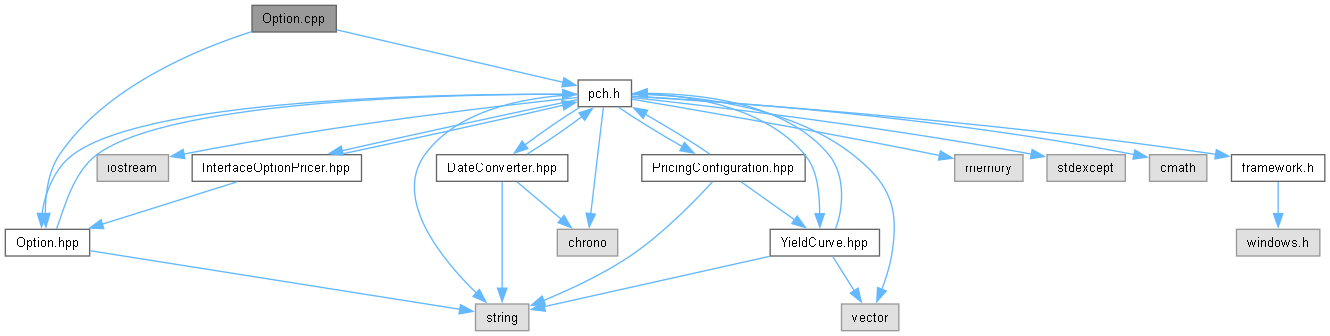 Option.cpp
pch.h
iostream
InterfaceOptionPricer.hpp
DateConverter.hpp
PricingConfiguration.hpp
memory
stdexcept
cmath
framework.h
Option.hpp
chrono
YieldCurve.hpp
windows.h
string
vector